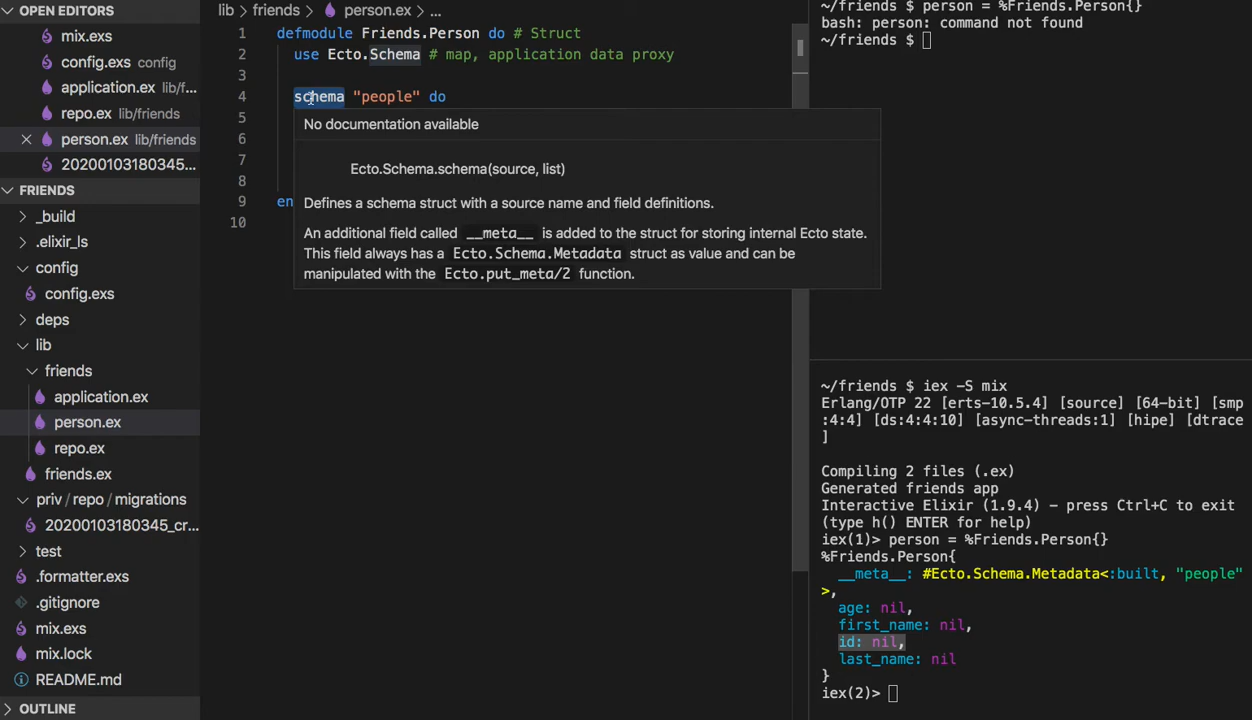 OPEN EDITORS
mix.exs
config.exs config
application.ex lib/f...
repo.ex lib/friends
person.ex lib/friends
20200103180345...
FRIENDS
_build
.elixir_ls
config
config.exs
deps
lib
friends
application.ex
person.ex
repo.ex
friends.ex
priv / repo / migrations
20200103180345_cr...
test
.formatter.exs
.gitignore
mix.exs
mix.lock
README.md
OUTLINE
lib > friends > person.ex > ...
1 defmodule Friends.Person do # Struct
2 use Ecto.Schema # map, application data proxy
3
4 schema "people" do
5
6
7
8
9 en
10
No documentation available
Ecto.Schema.schema(source, list)
Defines a schema struct with a source name and field definitions.
An additional field called __meta__ is added to the struct for storing internal Ecto state.
This field always has a Ecto.Schema.Metadata struct as value and can be
manipulated with the Ecto.put_meta/2 function.
~/friends $ person = %Friends.Person{}
bash: person: command not found
~/friends $
~/friends $ iex -S mix
Erlang/OTP 22 [erts-10.5.4] [source] [64-bit] [smp
:4:4] [ds:4:4:10] [async-threads:1] [hipe] [dtrace
]
Compiling 2 files (.ex)
Generated friends app
Interactive Elixir (1.9.4) - press Ctrl+C to exit
(type h() ENTER for help)
iex(1)> person = %Friends.Person{}
%Friends.Person{
__meta__: #Ecto.Schema.Metadata<:built, "people"
>,
age: nil,
first_name: nil,
id: nil,
last_name: nil
}
iex(2)>